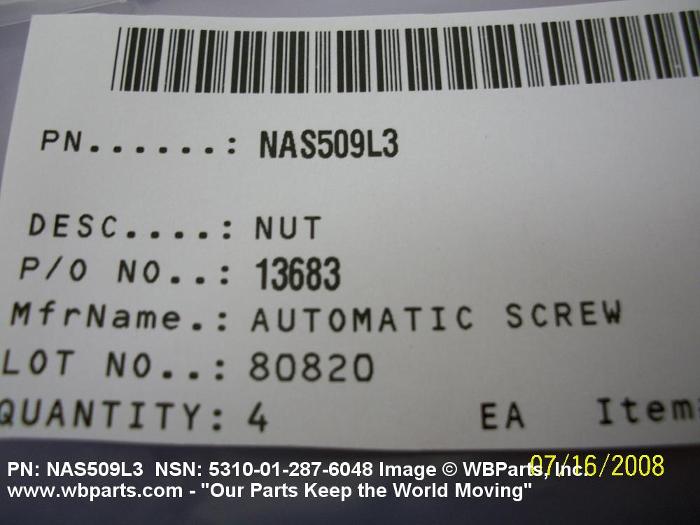 PN......: NAS509L3
DESC....: NUT
P/O NO..: 13683
MfrName.: AUTOMATIC SCREW
LOT NO..: 80820
QUANTITY: 4 EA Item
PN: NAS509L3 NSN: 5310-01-287-6048 Image © WBParts, Inc.
07/16/2008
www.wbparts.com - "Our Parts Keep the World Moving"